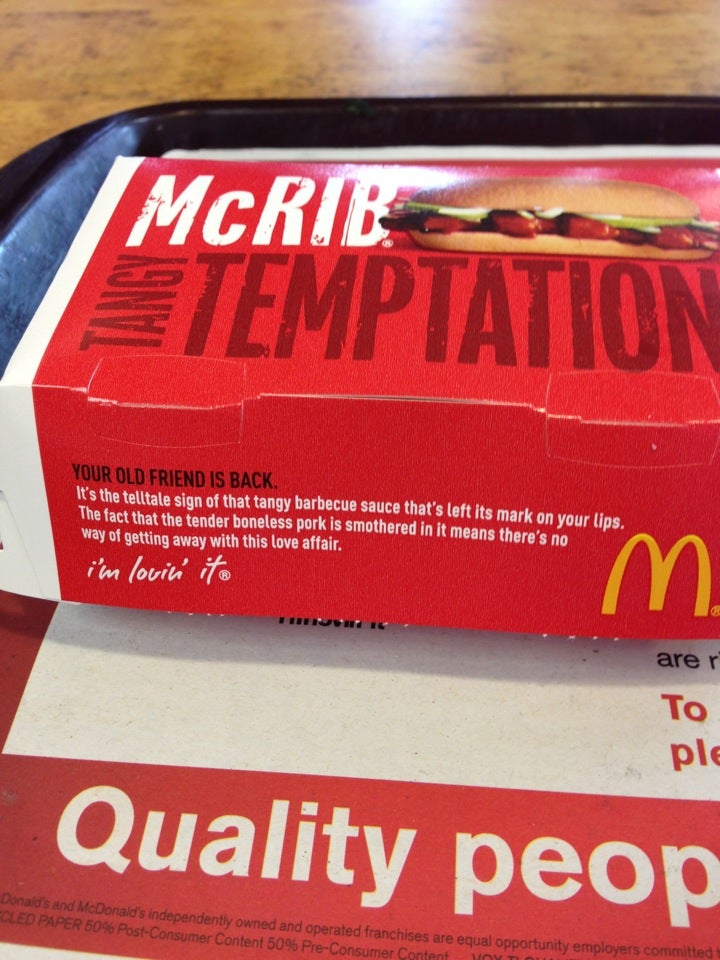 McRIB®
TANGY
TEMPTATION
YOUR OLD FRIEND IS BACK.
It's the telltale sign of that tangy barbecue sauce that's left its mark on your lips.
The fact that the tender boneless pork is smothered in it means there's no
way of getting away with this love affair.
i'm lovin' it®
M®
are
To
Quality
Donald's and McDonald's independently owned and operated franchises are equal opportunity employers committed
PAPER 50% Post-Consumer Content 50% Pre-Consumer Content